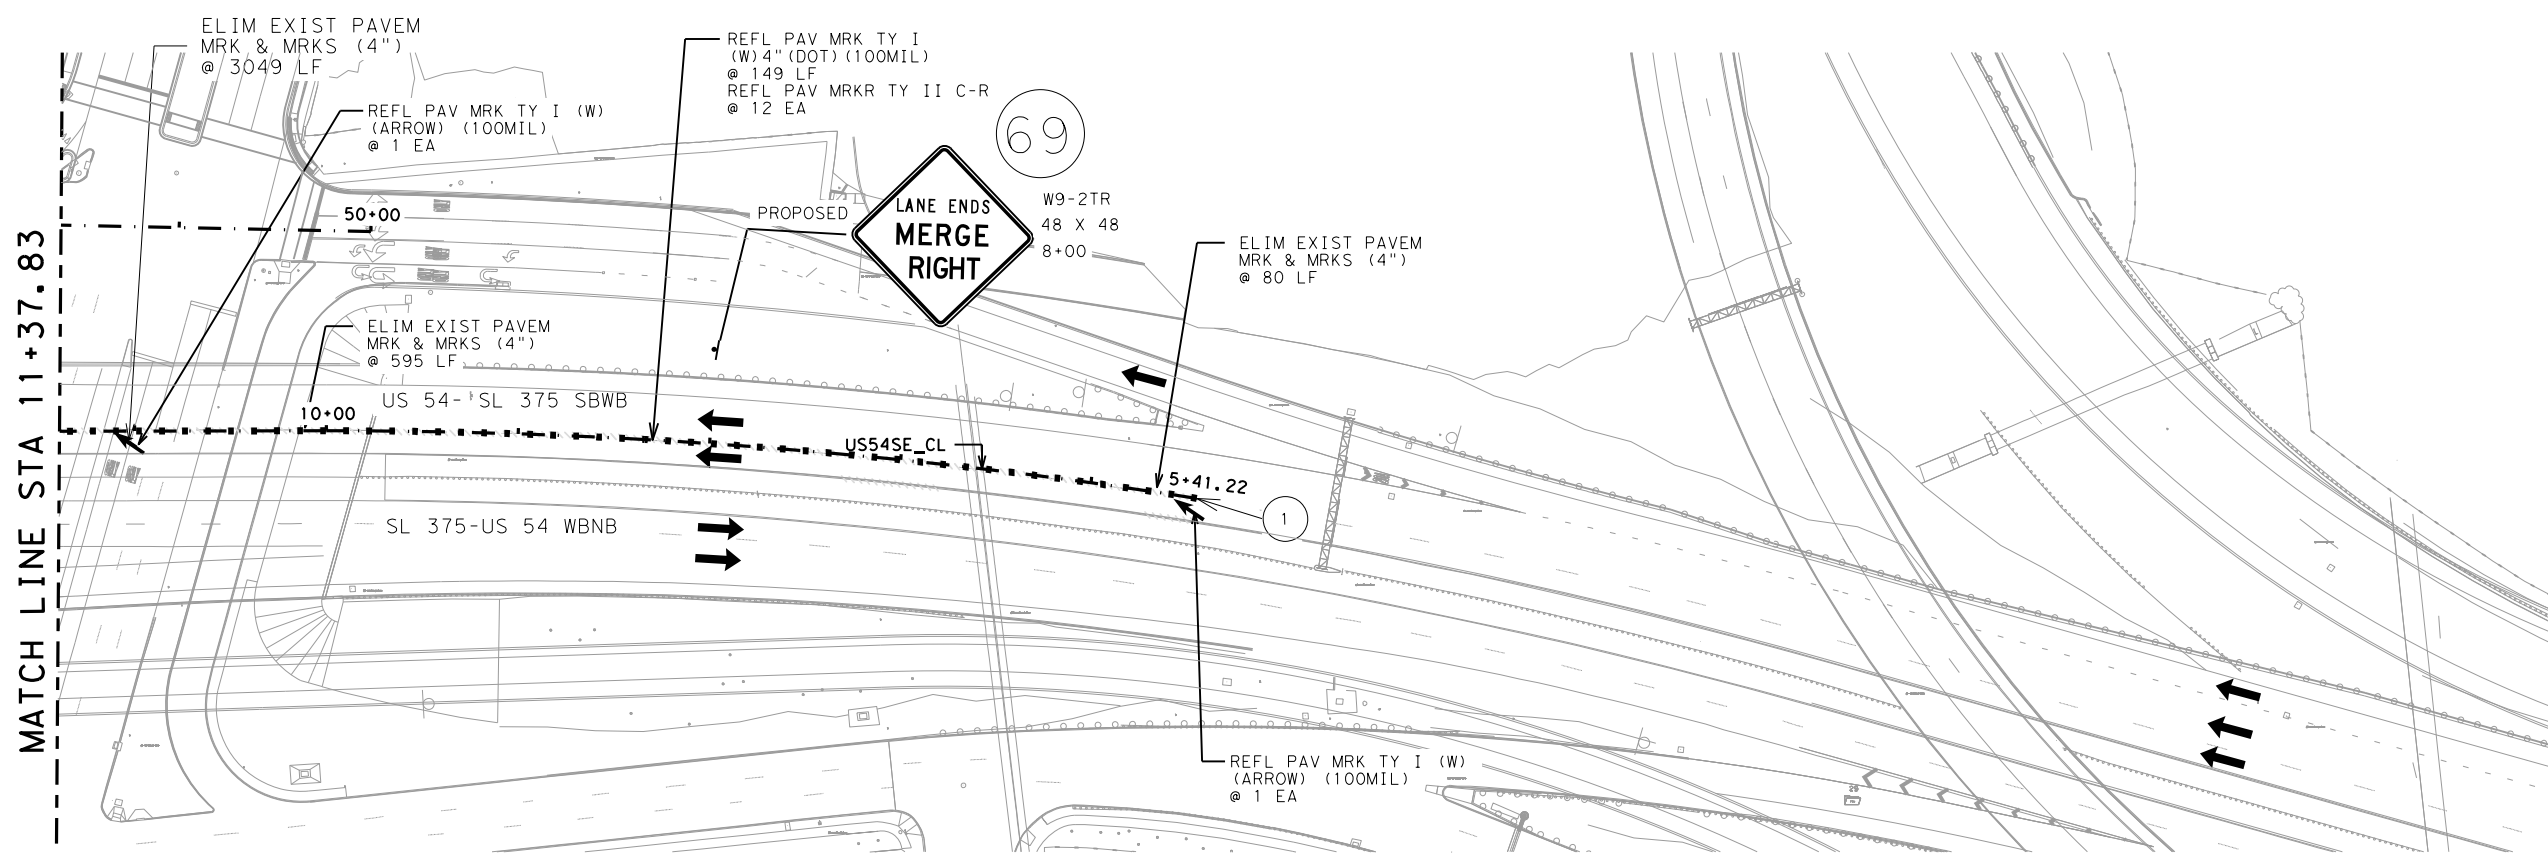 ELIM EXIST PAVEM
MRK & MRKS (4")
@ 3049 LF
REFL PAV MRK TY I (W)
(ARROW) (100MIL)
@ 1 EA
REFL PAV MRK TY I
(W)4"(DOT)(100MIL)
@ 149 LF
REFL PAV MRKR TY II C-R
@ 12 EA
69
PROPOSED
LANE ENDS
MERGE
RIGHT
W9-2TR
48 X 48
8+00
ELIM EXIST PAVEM
MRK & MRKS (4")
@ 80 LF
50+00
MATCH LINE STA 11+37.83
ELIM EXIST PAVEM
MRK & MRKS (4")
@ 595 LF
US 54- SL 375 SBWB
10+00
US54SE_CL
5+41.22
1
SL 375-US 54 WBNB
REFL PAV MRK TY I (W)
(ARROW) (100MIL)
@ 1 EA